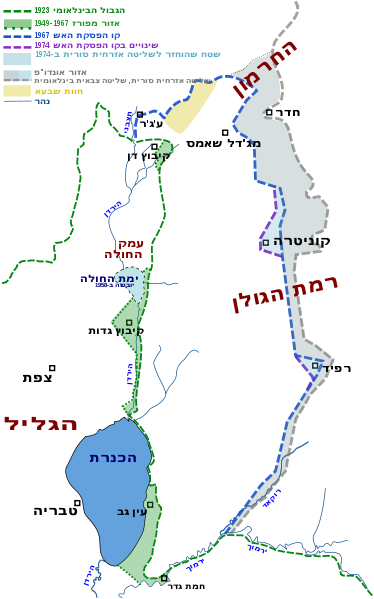 הגבול הבינלאומי 1923
אזור מפורז 1949-1967
קו הפסקת האש 1967
שינויים בקו הפסקת האש 1974
שטח שהוחזר לשליטה אזרחית סורית ב-1974
אזור אונדו"פ
שליטה אזרחית סורית, שליטה צבאית בינלאומית
חוות שבעא
נהר
החרמון
חדר
ע'ג'ר
חצבני
מג'דל שאמס
קיבוץ דן
הירדן
קוניטרה
עמק
החולה
ימת החולה
יובשה ב-1958
רמת הגולן
קיבוץ גדות
הירדן
רפיד
צפת
הגליל
הכנרת
רוקאד
טבריה
עין גב
ירמוך
ירמוך
הירדן
חמת גדר